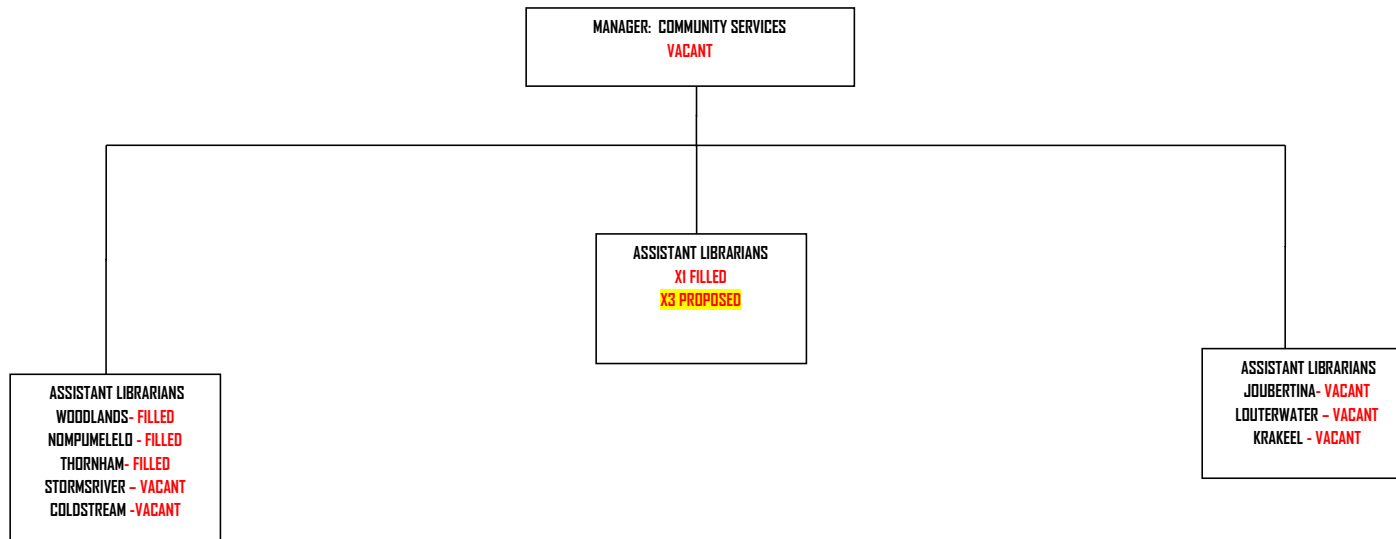 MANAGER:  COMMUNITY SERVICES
VACANT
ASSISTANT LIBRARIANS
X1 FILLED
X3 PROPOSED
ASSISTANT LIBRARIANS
WOODLANDS- FILLED
NOMPUMELELO - FILLED
THORNHAM- FILLED
STORMSRIVER – VACANT
COLDSTREAM -VACANT
ASSISTANT LIBRARIANS
JOUBERTINA- VACANT
LOUTERWATER – VACANT
KRAKEEL - VACANT